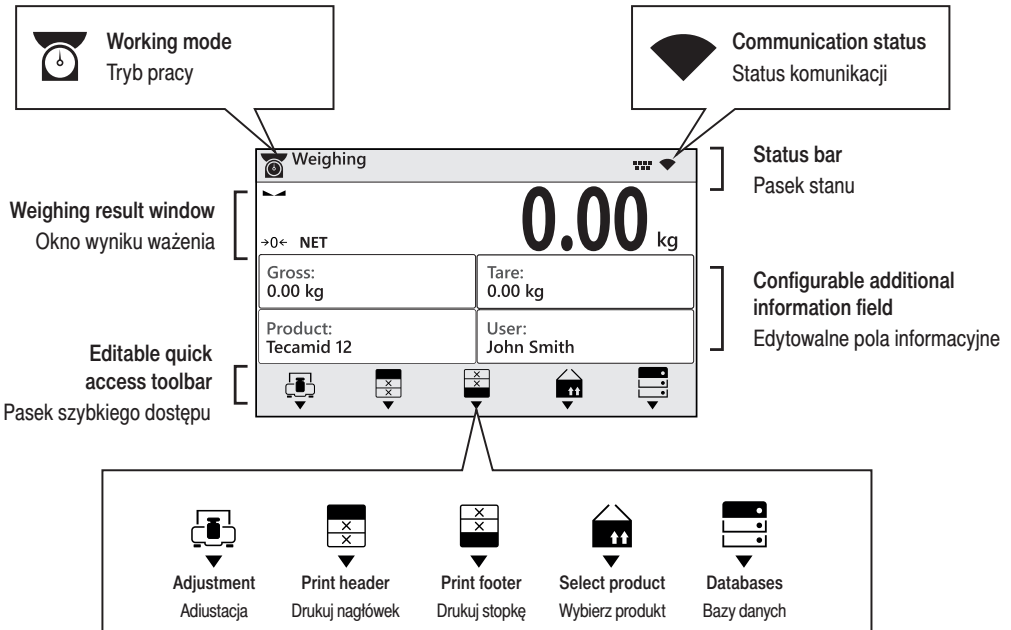 Working mode
Tryb pracy
Communication status
Status komunikacji
Weighing
Status bar
Pasek stanu
Weighing result window
Okno wyniku ważenia
0.00 kg
→0← NET
Gross:
0.00 kg
Tare:
0.00 kg
Configurable additional
information field
Edytowalne pola informacyjne
Product:
Tecamid 12
User:
John Smith
Editable quick
access toolbar
Pasek szybkiego dostępu
Adjustment
Adiustacja
Print header
Drukuj nagłówek
Print footer
Drukuj stopkę
Select product
Wybierz produkt
Databases
Bazy danych